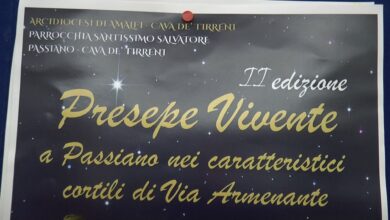 ARCIDIOCESI DI AMALFI - CAVA DE' TIRRENI
PARROCCHIA SANTISSIMO SALVATORE
PASSIANO - CAVA DE' TIRRENI
II edizione
Presepe Vivente
a Passiano nei caratteristici
cortili di Via Armenante